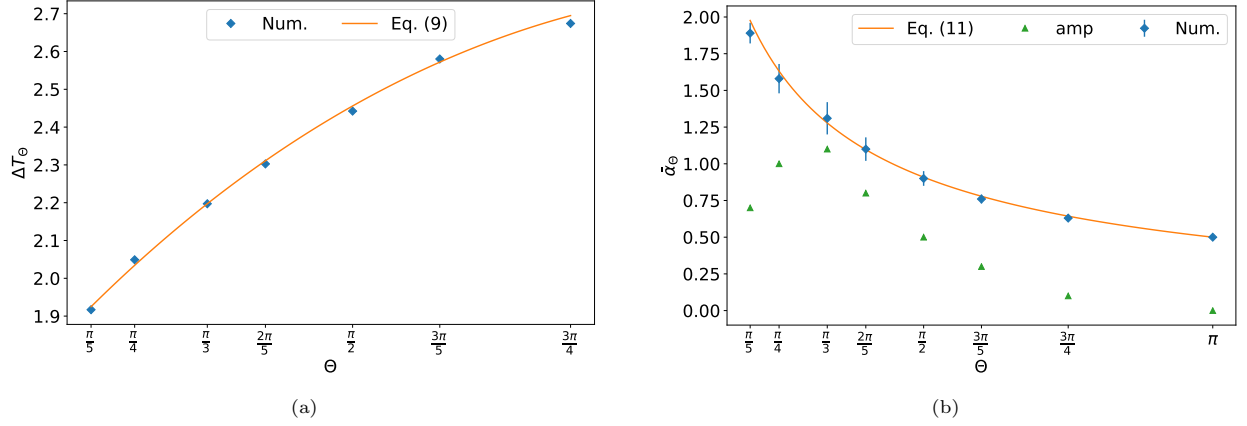 2.7
2.6
2.5
2.4
2.3
2.2
2.1
2.0
1.9
ΔT_Θ
Num.
Eq. (9)
π/5
π/4
π/3
2π/5
π/2
3π/5
3π/4
Θ
(a)
2.00
1.75
1.50
1.25
1.00
0.75
0.50
0.25
0.00
ᾱ_Θ
Eq. (11)
amp
Num.
π/5
π/4
π/3
2π/5
π/2
3π/5
3π/4
π
Θ
(b)